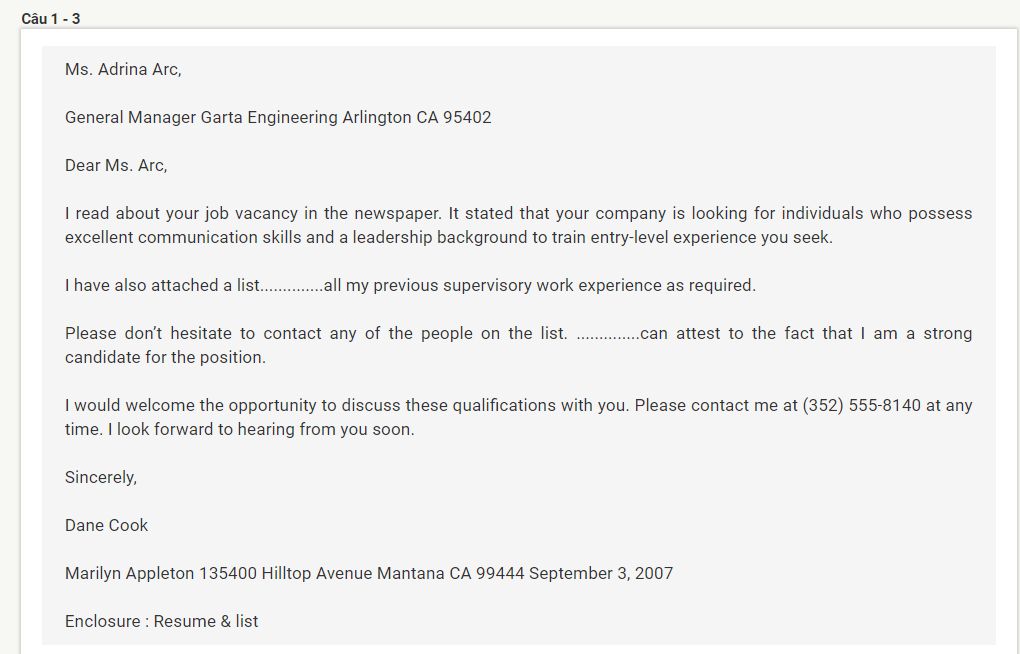 Câu 1 - 3
Ms. Adrina Arc,
General Manager Garta Engineering Arlington CA 95402
Dear Ms. Arc,
I read about your job vacancy in the newspaper. It stated that your company is looking for individuals who possess
excellent communication skills and a leadership background to train entry-level experience you seek.
I have also attached a list..............all my previous supervisory work experience as required.
Please don’t hesitate to contact any of the people on the list. ..............can attest to the fact that I am a strong
candidate for the position.
I would welcome the opportunity to discuss these qualifications with you. Please contact me at (352) 555-8140 at any
time. I look forward to hearing from you soon.
Sincerely,
Dane Cook
Marilyn Appleton 135400 Hilltop Avenue Mantana CA 99444 September 3, 2007
Enclosure : Resume & list